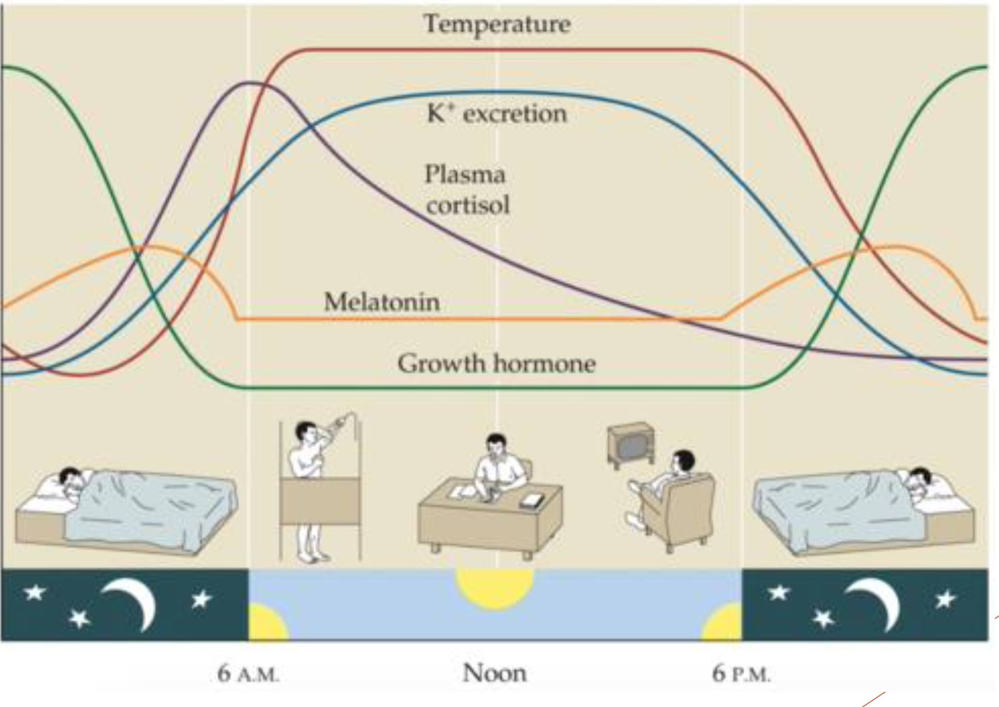 Temperature
K⁺ excretion
Plasma
cortisol
Melatonin
Growth hormone
6 A.M.
Noon
6 P.M.